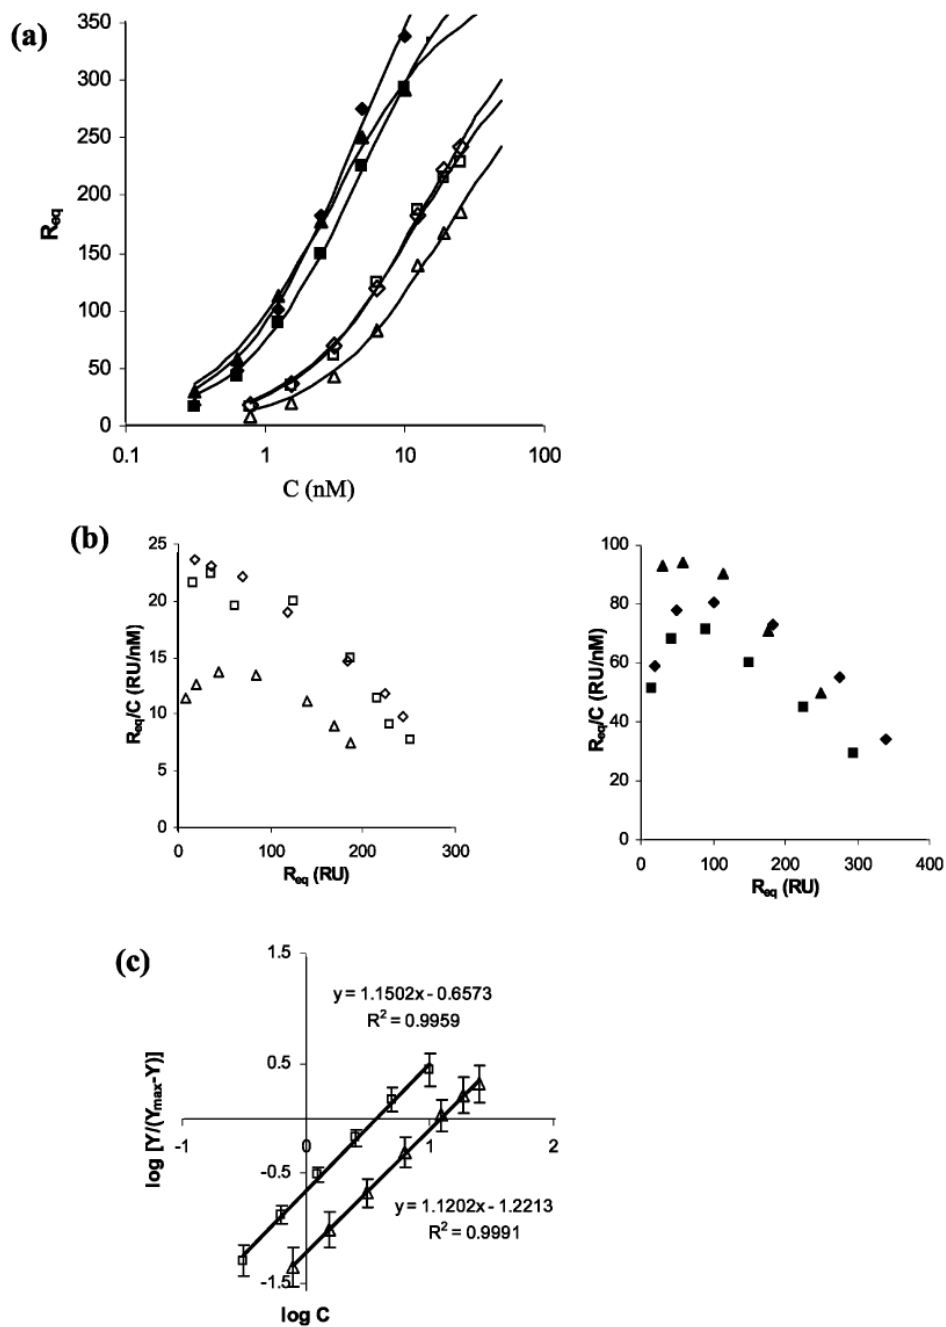 (a)
350
300
250
200
150
100
50
0
Req
0.1
1
10
100
C (nM)
(b)
25
20
15
10
5
0
Req/C (RU/nM)
0
100
200
300
Req (RU)
100
80
60
40
20
0
Req/C (RU/nM)
0
100
200
300
400
Req (RU)
(c)
1.5
0.5
-0.5
-1.5
log [Y/(Ymax-Y)]
y = 1.1502x - 0.6573
R² = 0.9959
-1
0
1
2
y = 1.1202x - 1.2213
R² = 0.9991
log C